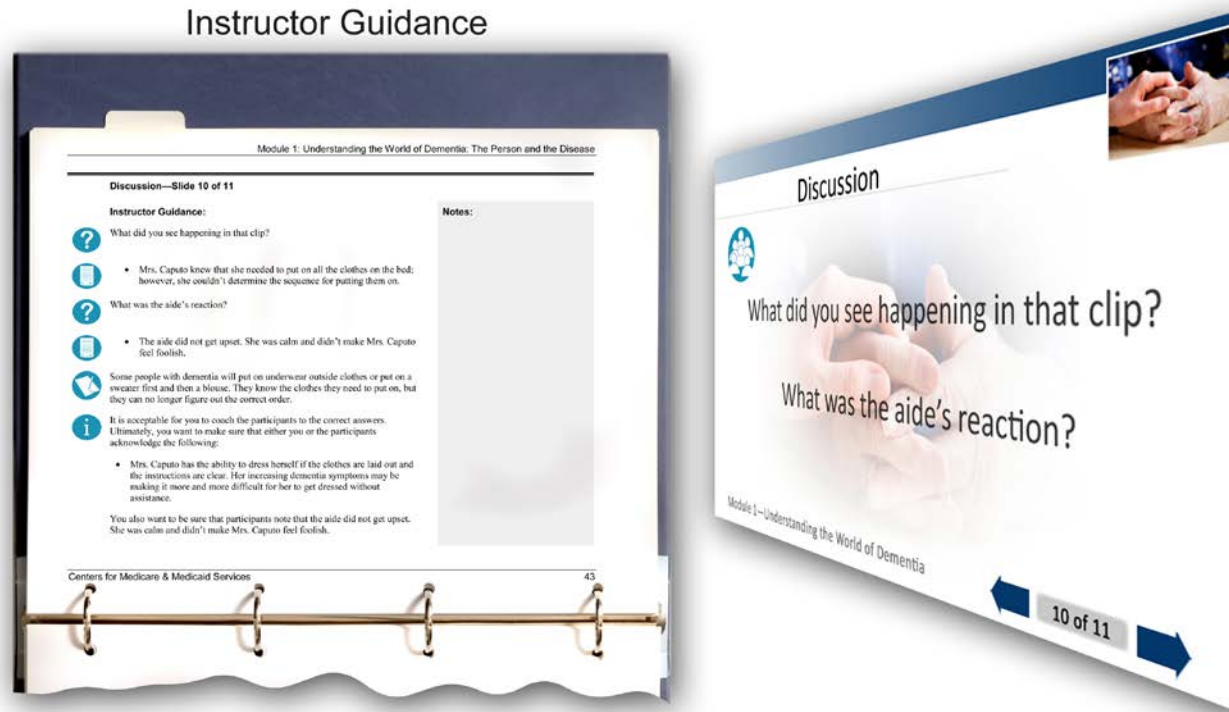 Instructor Guidance
Module 1: Understanding the World of Dementia: The Person and the Disease
Discussion—Slide 10 of 11
Instructor Guidance:
Notes:
?
What did you see happening in that clip?
• Mrs. Caputo knew that she needed to put on all the clothes on the bed;
however, she couldn't determine the sequence for putting them on.
?
What was the aide's reaction?
• The aide did not get upset. She was calm and didn't make Mrs. Caputo
feel foolish.
Some people with dementia will put on underwear outside clothes or put on a
sweater first and then a blouse. They know the clothes they need to put on, but
they can no longer figure out the correct order.
i
It is acceptable for you to coach the participants to the correct answers.
Ultimately, you want to make sure that either you or the participants
acknowledge the following:
• Mrs. Caputo has the ability to dress herself if the clothes are laid out and
the instructions are clear. Her increasing dementia symptoms may be
making it more and more difficult for her to get dressed without
assistance.
You also want to be sure that participants note that the aide did not get upset.
She was calm and didn't make Mrs. Caputo feel foolish.
Centers for Medicare & Medicaid Services
43
Discussion
What did you see happening in that clip?
What was the aide's reaction?
Module 1—Understanding the World of Dementia
10 of 11